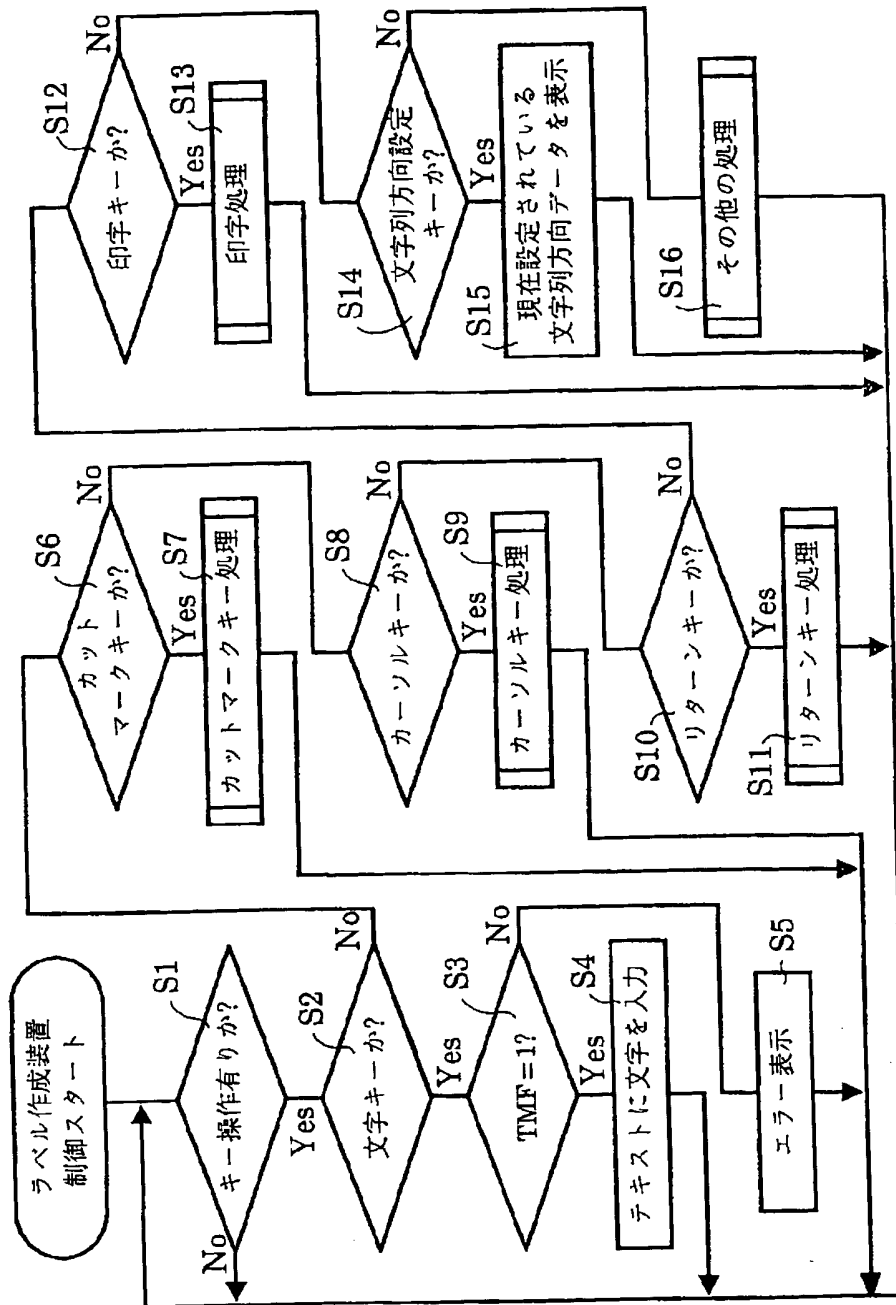 ラベル作成装置
制御スタート
S1
キー操作有りか?
No
Yes
S2
文字キーか?
No
Yes
S3
TMF=1?
No
Yes
S4
テキストに文字を入力
S5
エラー表示
S6
カット
マークキーか?
No
Yes
S7
カットマークキー処理
S8
カーソルキーか?
No
Yes
S9
カーソルキー処理
S10
リターンキーか?
No
Yes
S11
リターンキー処理
S12
印字キーか?
No
Yes
S13
印字処理
S14
文字列方向設定
キーか?
No
Yes
S15
現在設定されている
文字列方向データを表示
S16
その他の処理